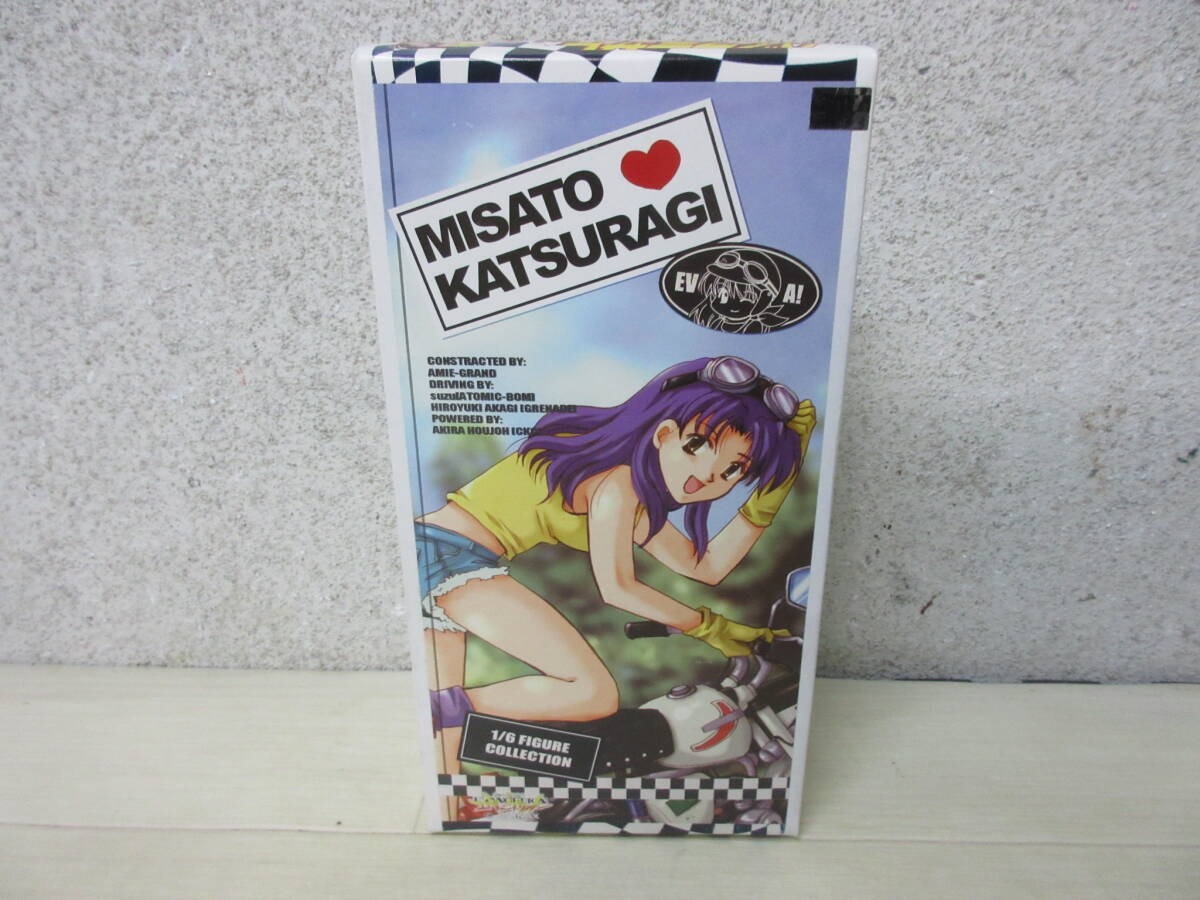 MISATO
KATSURAGI
EV A!
CONSTRACTED BY:
AMIE-GRAND
DRIVING BY:
suzu[ATOMIC-BOM]
HIROYUKI AKAGI [GRENADE]
POWERED BY:
AKIRA HOUJOH
1/6 FIGURE
COLLECTION